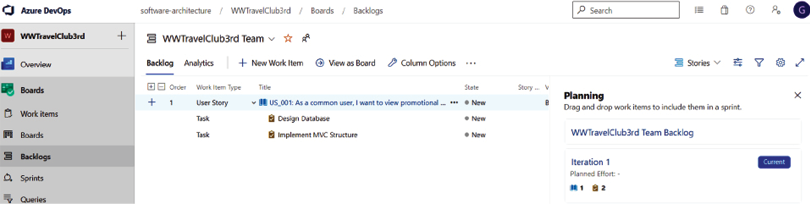 Azure DevOps
software-architecture / WWTravelClub3rd / Boards / Backlogs
Search
G
W WWTravelClub3rd
WWTravelClub3rd Team
Overview
Backlog Analytics + New Work Item View as Board Column Options ...
Stories
Boards
Order Work Item Type Title State Story ... V
Planning
Drag and drop work items to include them in a sprint.
1 User Story US_001: As a common user, I want to view promotional ... ... New B
Work items
Task Design Database New
WWTravelClub3rd Team Backlog
Boards
Task Implement MVC Structure New
Backlogs
Iteration 1 Current
Planned Effort: -
Sprints
1 2
Queries